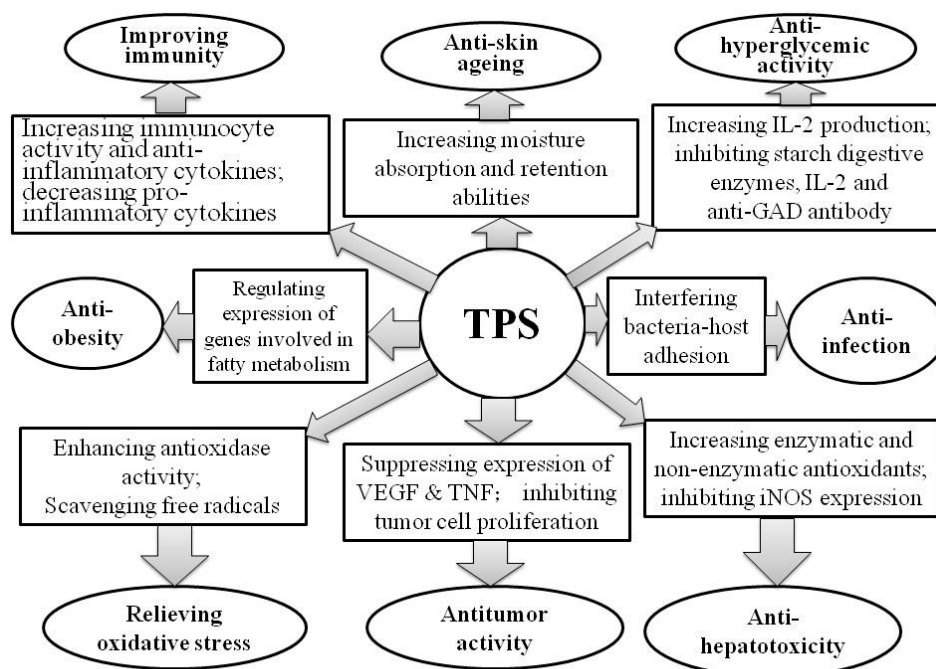 Improving
immunity
Anti-skin
ageing
Anti-
hyperglycemic
activity
Increasing immunocyte
activity and anti-
inflammatory cytokines;
decreasing pro-
inflammatory cytokines
Increasing moisture
absorption and retention
abilities
Increasing IL-2 production;
inhibiting starch digestive
enzymes, IL-2 and
anti-GAD antibody
Anti-
obesity
Regulating
expression of
genes involved in
fatty metabolism
TPS
Interfering
bacteria-host
adhesion
Anti-
infection
Enhancing antioxidase
activity;
Scavenging free radicals
Suppressing expression of
VEGF & TNF; inhibiting
tumor cell proliferation
Increasing enzymatic and
non-enzymatic antioxidants;
inhibiting iNOS expression
Relieving
oxidative stress
Antitumor
activity
Anti-
hepatotoxicity